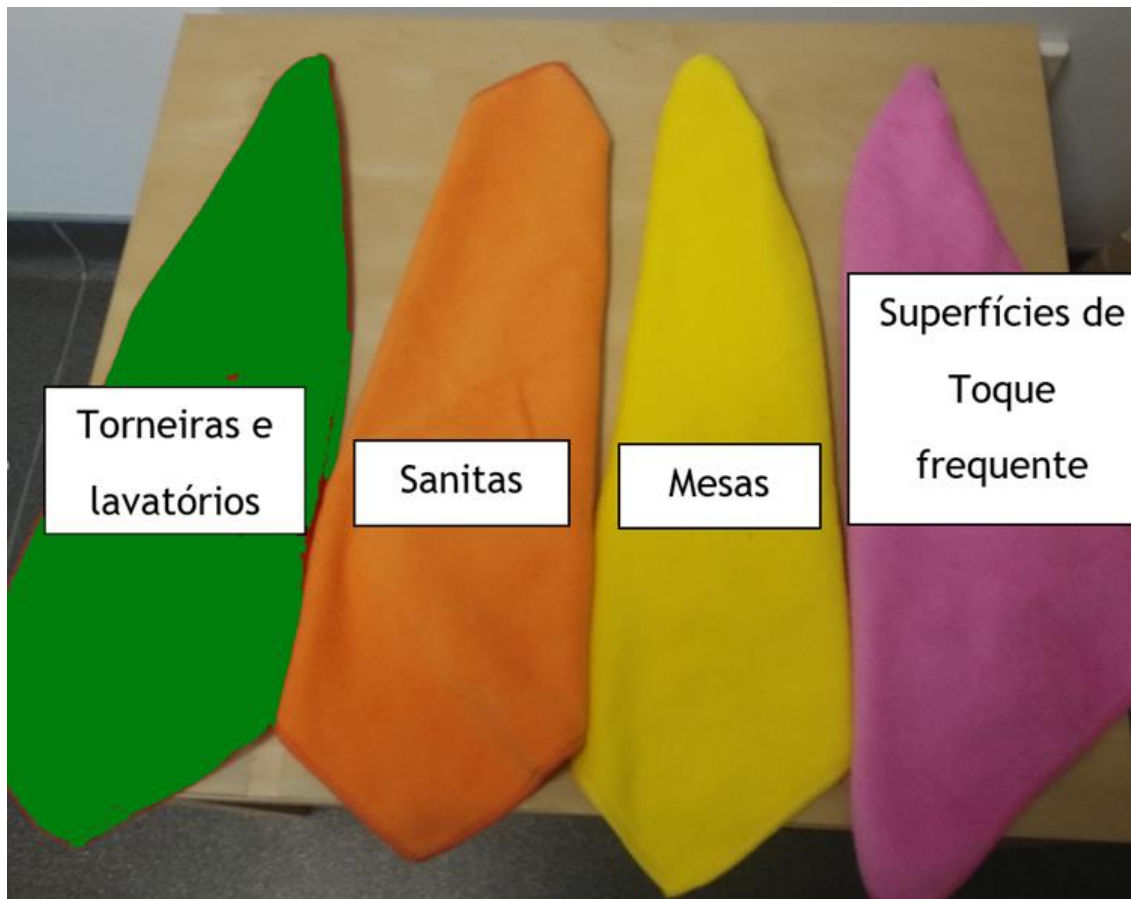 Torneiras e
lavatórios
Sanitas
Mesas
Superfícies de
Toque
frequente